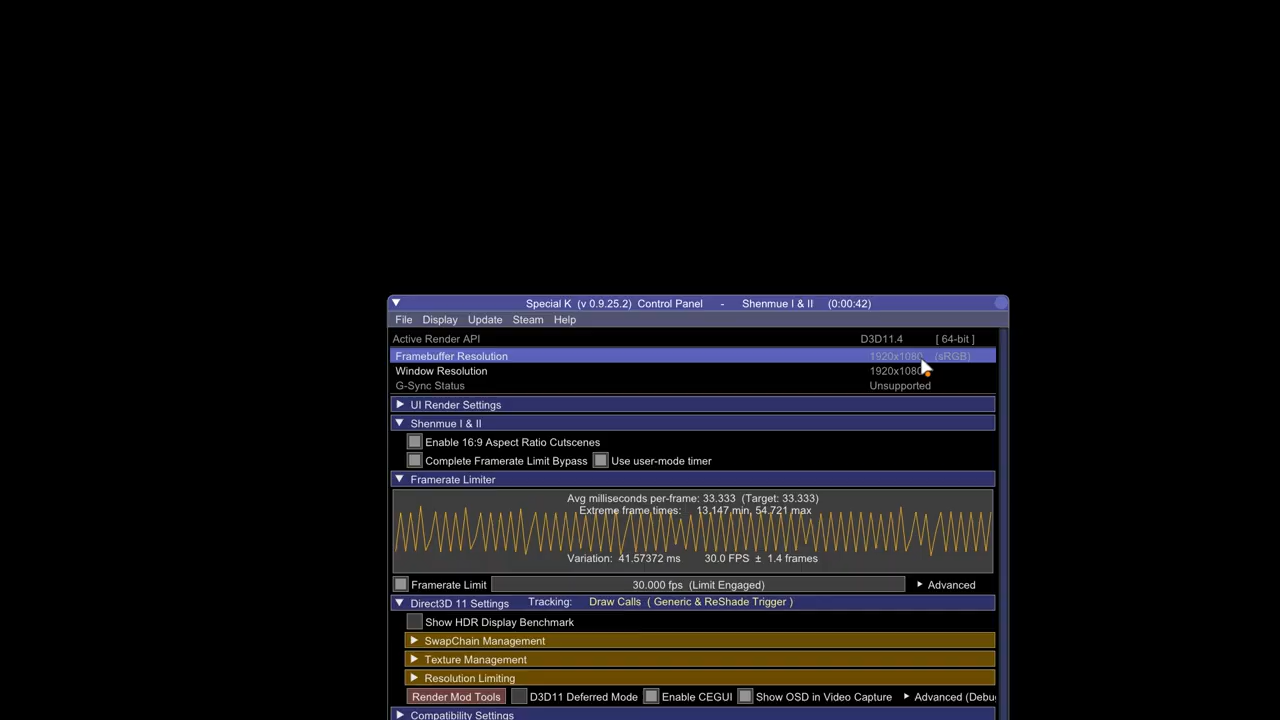 Special K (v 0.9.25.2) Control Panel - Shenmue I & II (0:00:42)
File Display Update Steam Help
Active Render API D3D11.4 [ 64-bit ]
Framebuffer Resolution 1920x1080 (sRGB)
Window Resolution 1920x1080
G-Sync Status Unsupported
UI Render Settings
Shenmue I & II
Enable 16:9 Aspect Ratio Cutscenes
Complete Framerate Limit Bypass Use user-mode timer
Framerate Limiter
Avg milliseconds per-frame: 33.333 (Target: 33.333)
Extreme frame times: 13.147 min, 54.721 max
Variation: 41.57372 ms 30.0 FPS ± 1.4 frames
Framerate Limit 30.000 fps (Limit Engaged) Advanced
Direct3D 11 Settings Tracking: Draw Calls ( Generic & ReShade Trigger )
Show HDR Display Benchmark
SwapChain Management
Texture Management
Resolution Limiting
Render Mod Tools D3D11 Deferred Mode Enable CEGUI Show OSD in Video Capture Advanced (Debu
Compatibility Settings